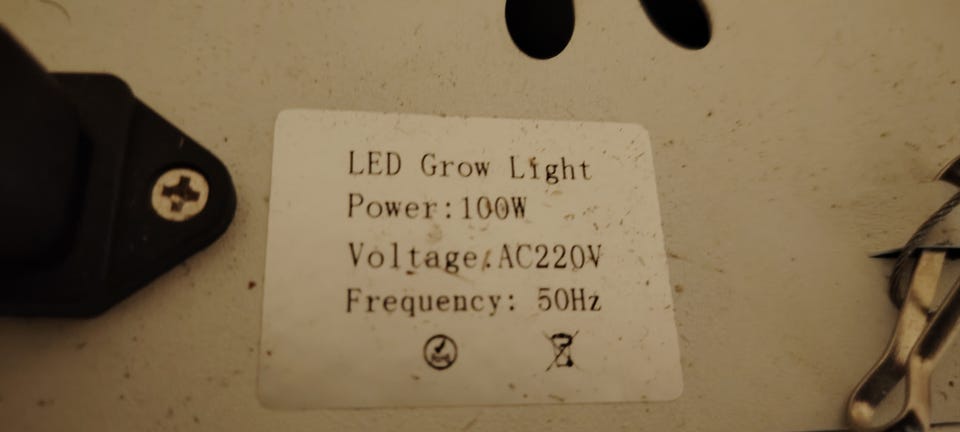 LED Grow Light
Power:100W
Voltage:AC220V
Frequency: 50Hz